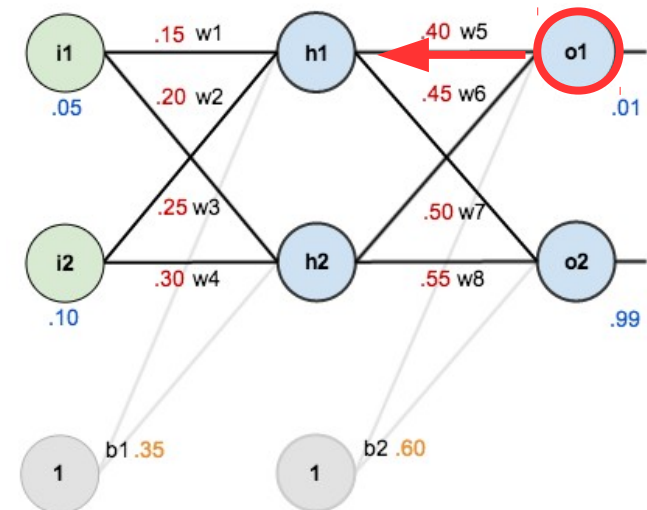 .15 w1
.40 w5
i1
h1
o1
.05
.20 w2
.45 w6
.01
.25 w3
.50 w7
i2
h2
o2
.30 w4
.55 w8
.10
.99
b1 .35
b2 .60
1
1